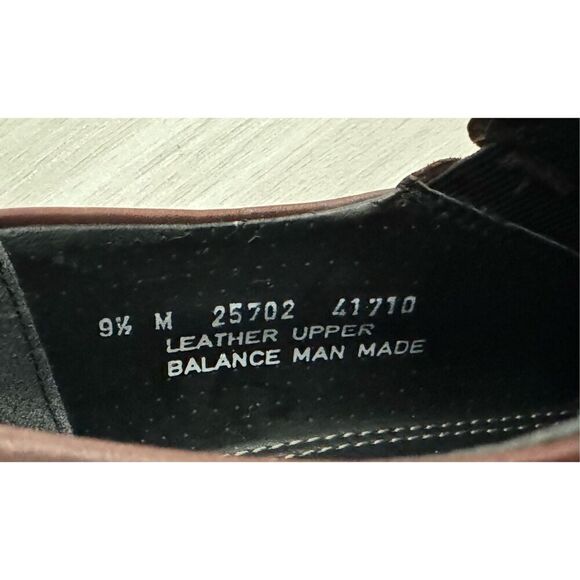 9½ M 25702 41710
LEATHER UPPER
BALANCE MAN MADE